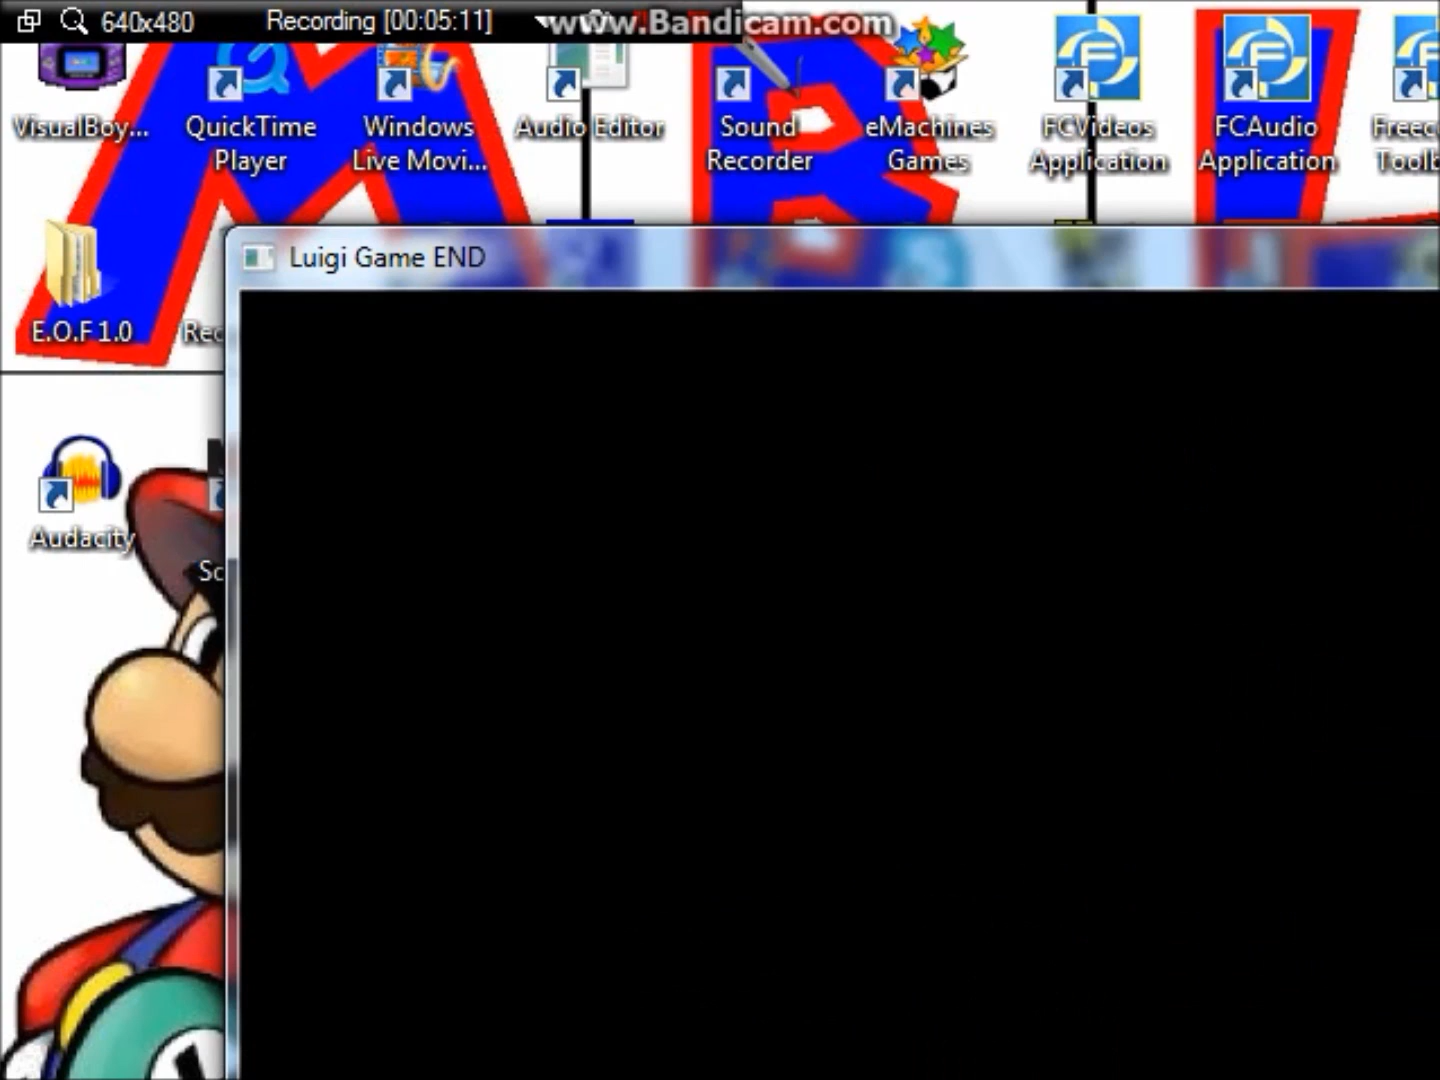 640x480 Recording [00:05:11] www.Bandicam.com
VisualBoy...
QuickTime
Player
Windows
Live Movi...
Audio Editor
Sound
Recorder
eMachines
Games
FCVideos
Application
FCAudio
Application
Luigi Game END
E.O.F 1.0
Audacity